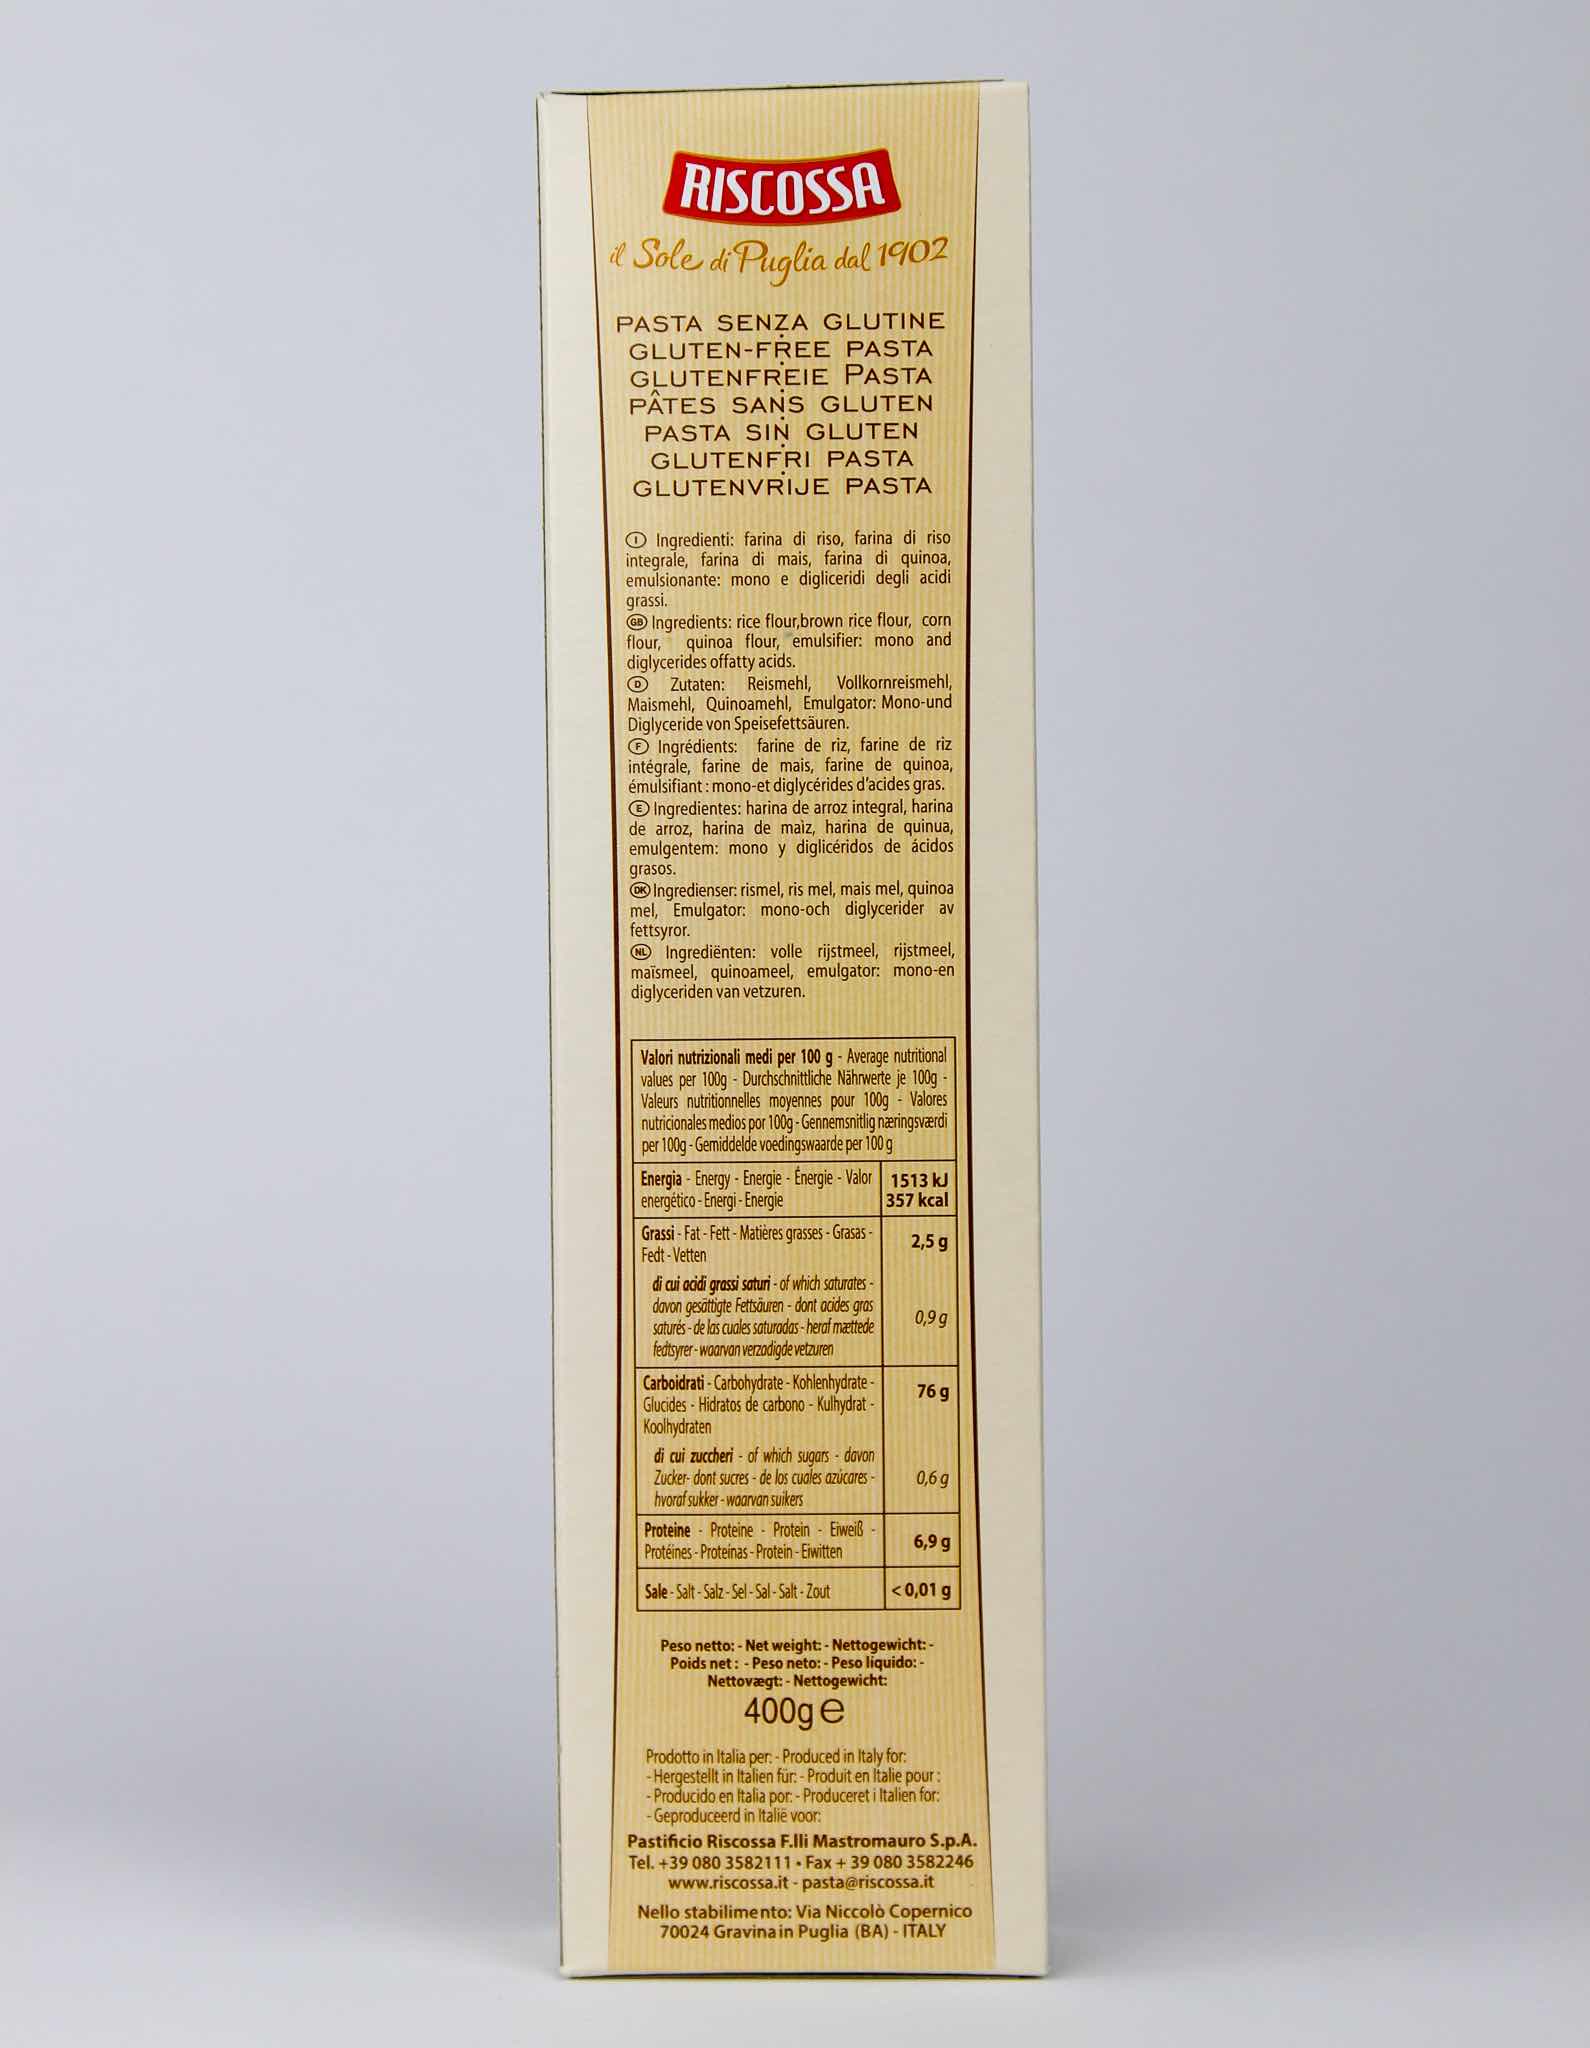 RISCOSSA
il Sole di Puglia dal 1902
PASTA SENZA GLUTINE
GLUTEN-FREE PASTA
GLUTENFREIE PASTA
PÂTES SANS GLUTEN
PASTA SIN GLUTEN
GLUTENFRI PASTA
GLUTENVRIJE PASTA
I Ingredienti: farina di riso, farina di riso
integrale, farina di mais, farina di quinoa,
emulsionante: mono e digliceridi degli acidi
grassi.
GB Ingredients: rice flour,brown rice flour, corn
flour, quinoa flour, emulsifier: mono and
diglycerides offatty acids.
D Zutaten: Reismehl, Vollkornreismehl,
Maismehl, Quinoamehl, Emulgator: Mono-und
Diglyceride von Speisefettsäuren.
F Ingrédients: farine de riz, farine de riz
intégrale, farine de mais, farine de quinoa,
émulsifiant : mono-et diglycérides d'acides gras.
E Ingredientes: harina de arroz integral, harina
de arroz, harina de maìz, harina de quinua,
emulgentem: mono y diglicéridos de ácidos
grasos.
DK Ingredienser: rismel, ris mel, mais mel, quinoa
mel, Emulgator: mono-och diglycerider av
fettsyror.
NL Ingrediënten: volle rijstmeel, rijstmeel,
maïsmeel, quinoameel, emulgator: mono-en
diglyceriden van vetzuren.
Valori nutrizionali medi per 100 g - Average nutritional
values per 100g - Durchschnittliche Nährwerte je 100g -
Valeurs nutritionnelles moyennes pour 100g - Valores
nutricionales medios por 100g - Gennemsnitlig næringsværdi
per 100g - Gemiddelde voedingswaarde per 100 g
Energia - Energy - Energie - Énergie - Valor 1513 kJ
energético - Energi - Energie 357 kcal
Grassi - Fat - Fett - Matières grasses - Grasas - 2,5 g
Fedt - Vetten
di cui acidi grassi saturi - of which saturates -
davon gesättigte Fettsäuren - dont acides gras
saturés - de las cuales saturadas - heraf mættede 0,9 g
fedtsyrer - waarvan verzadigde vetzuren
Carboidrati - Carbohydrate - Kohlenhydrate - 76 g
Glucides - Hidratos de carbono - Kulhydrat -
Koolhydraten
di cui zuccheri - of which sugars - davon
Zucker- dont sucres - de los cuales azúcares - 0,6 g
hvoraf sukker - waarvan suikers
Proteine - Proteine - Protein - Eiweiß - 6,9 g
Protéines - Proteínas - Protein - Eiwitten
Sale - Salt - Salz - Sel - Sal - Salt - Zout < 0,01 g
Peso netto: - Net weight: - Nettogewicht: -
Poids net : - Peso neto: - Peso liquido: -
Nettovægt: - Nettogewicht:
400g ℮
Prodotto in Italia per: - Produced in Italy for:
- Hergestellt in Italien für: - Produit en Italie pour :
- Producido en Italia por: - Produceret i Italien for:
- Geproduceerd in Italië voor:
Pastificio Riscossa F.lli Mastromauro S.p.A.
Tel. +39 080 3582111 • Fax + 39 080 3582246
www.riscossa.it - pasta@riscossa.it
Nello stabilimento: Via Niccolò Copernico
70024 Gravina in Puglia (BA) - ITALY